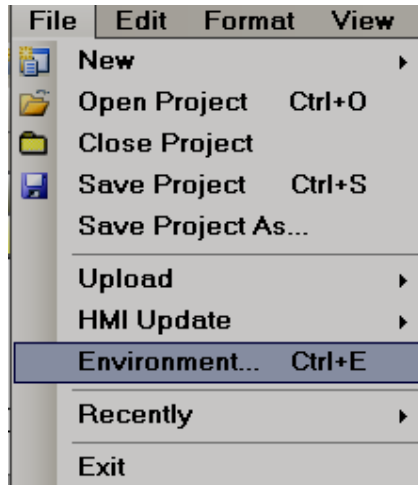 File Edit Format View
New
Open Project Ctrl+O
Close Project
Save Project Ctrl+S
Save Project As...
Upload
HMI Update
Environment... Ctrl+E
Recently
Exit